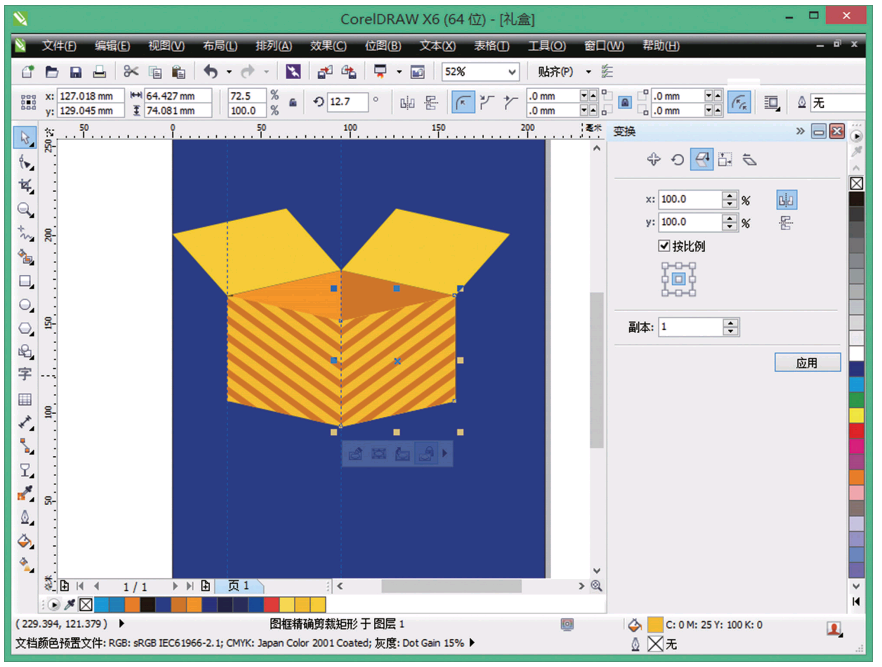 CorelDRAW X6 (64 位) - [礼盒]
文件(F) 编辑(E) 视图(V) 布局(L) 排列(A) 效果(C) 位图(B) 文本(X) 表格(T) 工具(O) 窗口(W) 帮助(H)
52% 贴齐(P)
x: 127.018 mm 64.427 mm 72.5 % 12.7 ° .0 mm .0 mm 无
y: 129.045 mm 74.081 mm 100.0 % .0 mm .0 mm
50 0 50 100 150 200 毫米
变换
250
200
150
100
50
毫米
字
x: 100.0 %
y: 100.0 %
按比例
副本: 1
应用
1 / 1 页 1
(229.394, 121.379) 图框精确剪裁矩形 于 图层 1 C: 0 M: 25 Y: 100 K: 0
文档颜色预置文件: RGB: sRGB IEC61966-2.1; CMYK: Japan Color 2001 Coated; 灰度: Dot Gain 15% 无